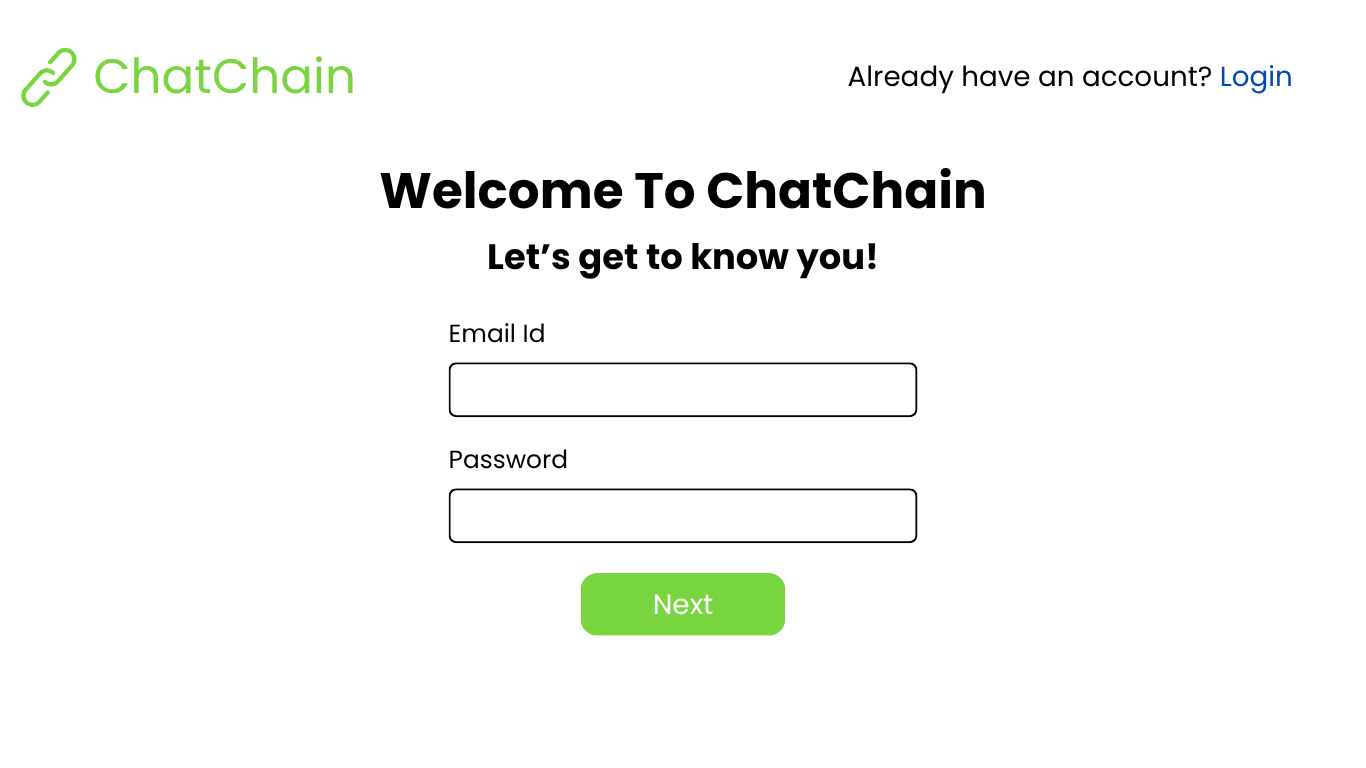 ChatChain
Already have an account? Login
Welcome To ChatChain
Let’s get to know you!
Email Id
Password
Next